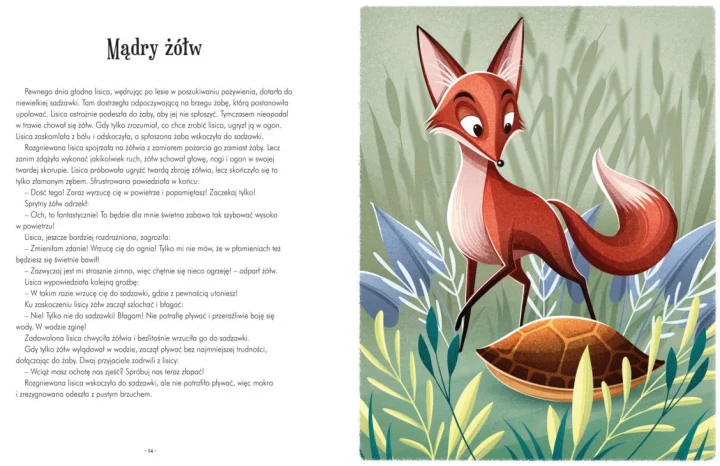 Mądry żółw
Pewnego dnia głodna lisica, wędrując po lesie w poszukiwaniu pożywienia, dotarła do
niewielkiej sadzawki. Tam dostrzegła odpoczywającą na brzegu żabę, którą postanowiła
upolować. Lisica ostrożnie podeszła do żaby, aby jej nie spłoszyć. Tymczasem nieopodal
w trawie chował się żółw. Gdy tylko zrozumiał, co chce zrobić lisica, ugryzł ją w ogon.
Lisica zaskomlała z bólu i odskoczyła, a spłoszona żaba wskoczyła do sadzawki.
Rozgniewana lisica spojrzała na żółwia z zamiarem pożarcia go zamiast żaby. Lecz
zanim zdążyła wykonać jakikolwiek ruch, żółw schował głowę, nogi i ogon w swojej
twardej skorupie. Lisica próbowała ugryźć twardą zbroję żółwia, lecz skończyło się to
tylko złamanym zębem. Sfrustrowana powiedziała w końcu:
– Dość tego! Zaraz wyrzucę cię w powietrze i popamiętasz! Zaczekaj tylko!
Sprytny żółw odrzekł:
– Och, to fantastycznie! To będzie dla mnie świetna zabawa tak szybować wysoko
w powietrzu!
Lisica, jeszcze bardziej rozdrażniona, zagroziła:
– Zmieniłam zdanie! Wrzucę cię do ognia! Tylko mi nie mów, że w płomieniach też
będziesz się świetnie bawił!
– Zazwyczaj jest mi strasznie zimno, więc chętnie się nieco ogrzeję! – odparł żółw.
Lisica wypowiedziała kolejną groźbę:
– W takim razie wrzucę cię do sadzawki, gdzie z pewnością utoniesz!
Ku zaskoczeniu lisicy żółw zaczął szlochać i błagać:
– Nie! Tylko nie do sadzawki! Błagam! Nie potrafię pływać i przeraźliwie boję się
wody. W wodzie zginę!
Zadowolona lisica chwyciła żółwia i bezlitośnie wrzuciła go do sadzawki.
Gdy tylko żółw wylądował w wodzie, zaczął pływać bez najmniejszej trudności,
dołączając do żaby. Dwaj przyjaciele zadrwili z lisicy:
– Wciąż masz ochotę nas zjeść? Spróbuj nas teraz złapać!
Rozgniewana lisica wskoczyła do sadzawki, ale nie potrafiła pływać, więc mokra
i zrezygnowana odeszła z pustym brzuchem.
- 54 -